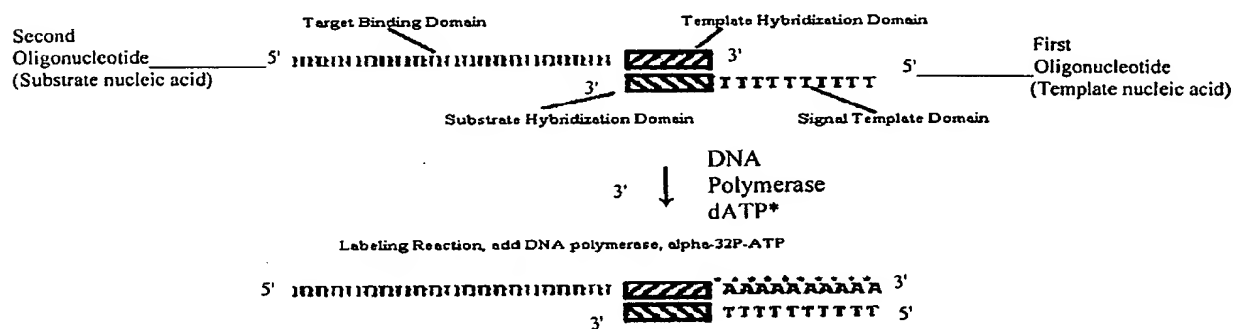 Target Binding Domain
Template Hybridization Domain
Second
Oligonucleotide
(Substrate nucleic acid)
5'
3'
First
Oligonucleotide
(Template nucleic acid)
5'
3'
TTTTTTTTTT
Substrate Hybridization Domain
Signal Template Domain
3'
DNA
Polymerase
dATP*
Labeling Reaction, add DNA polymerase, alpha-32P-ATP
5'
AAAAAAAAAA
3'
3'
TTTTTTTTTT
5'